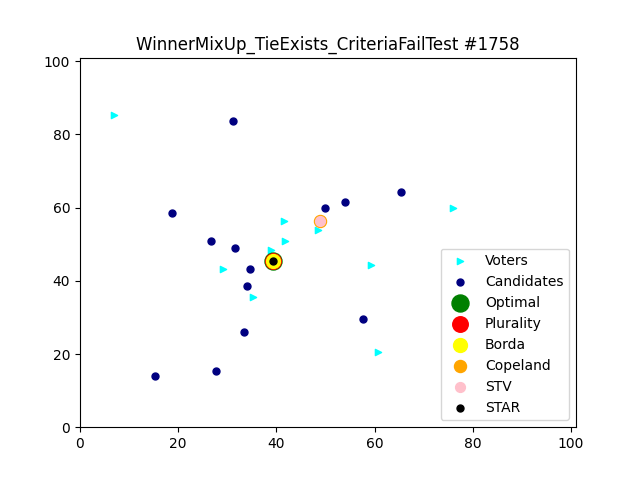 WinnerMixUp_TieExists_CriteriaFailTest #1758
100
80
60
40
20
0
0 20 40 60 80 100
Voters
Candidates
Optimal
Plurality
Borda
Copeland
STV
STAR